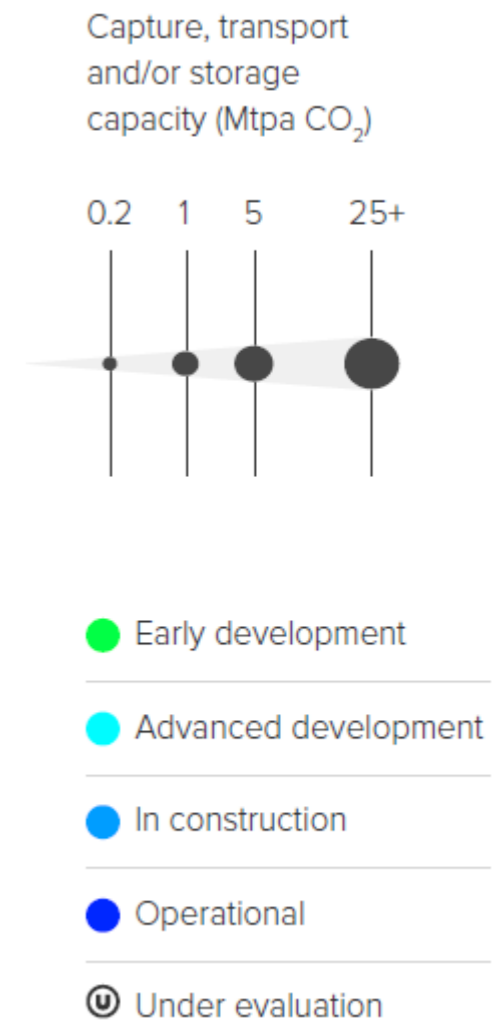 Capture, transport
and/or storage
capacity (Mtpa CO₂)
0.2 1 5 25+
Early development
Advanced development
In construction
Operational
U Under evaluation